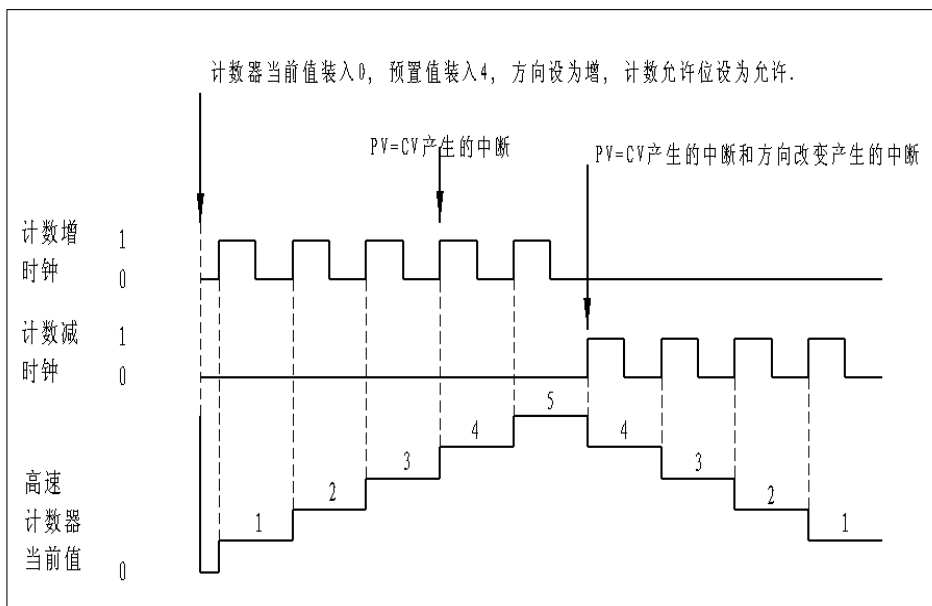 计数器当前值装入0, 预置值装入4, 方向设为增, 计数允许位设为允许.
PV=CV产生的中断
PV=CV产生的中断和方向改变产生的中断
计数增 1
时钟 0
计数减 1
时钟 0
5
4 4
3 3
高速
2 2
计数器 1 1
当前值 0